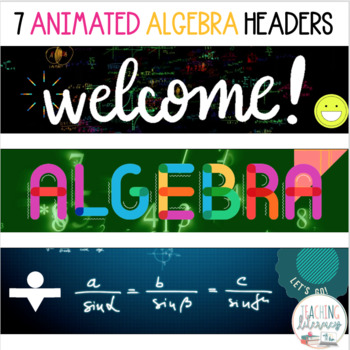 7 ANIMATED ALGEBRA HEADERS
welcome!
ALGEBRA
a/sinα = b/sinβ = c/sinγ
LET'S GO!
TEACHING
literacy